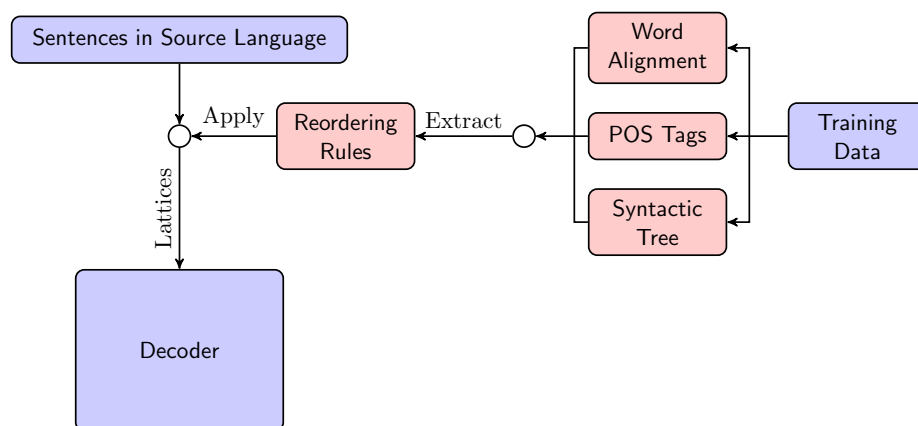 Sentences in Source Language
Word
Alignment
Apply
Reordering
Rules
Extract
POS Tags
Training
Data
Lattices
Syntactic
Tree
Decoder